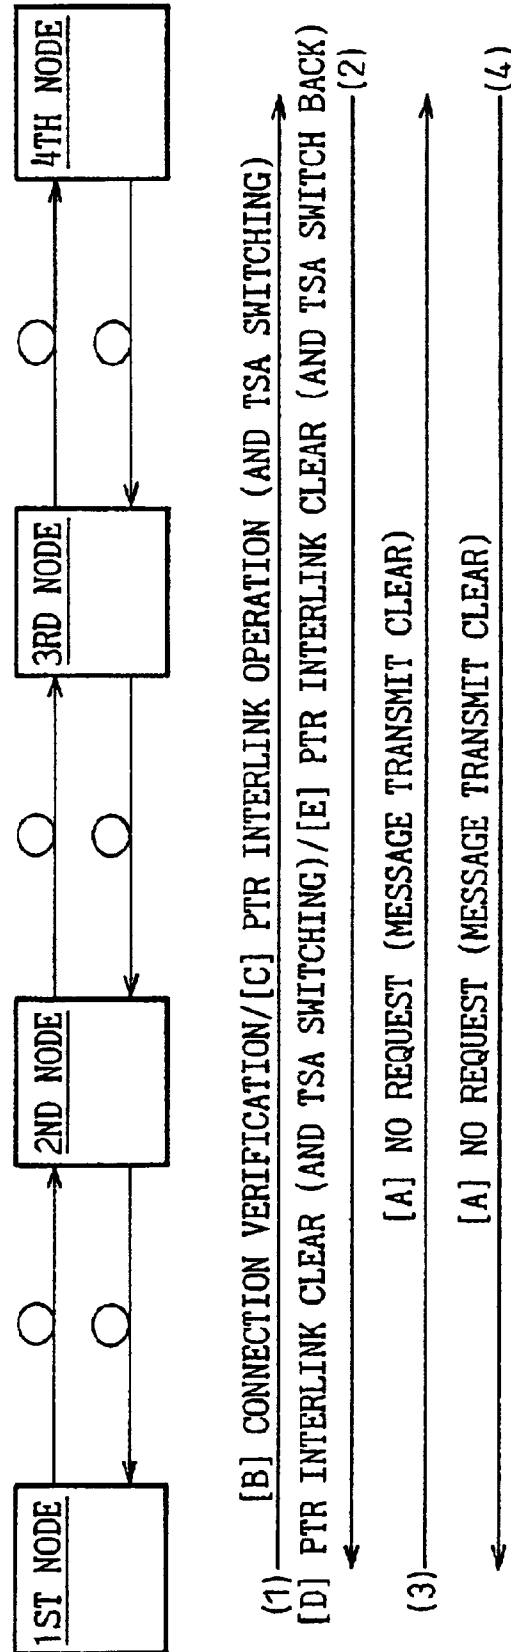 1ST NODE
2ND NODE
3RD NODE
4TH NODE
[B] CONNECTION VERIFICATION/[C] PTR INTERLINK OPERATION (AND TSA SWITCHING)
(1)
[D] PTR INTERLINK CLEAR (AND TSA SWITCHING)/[E] PTR INTERLINK CLEAR (AND TSA SWITCH BACK)
(2)
[A] NO REQUEST (MESSAGE TRANSMIT CLEAR)
(3)
[A] NO REQUEST (MESSAGE TRANSMIT CLEAR)
(4)